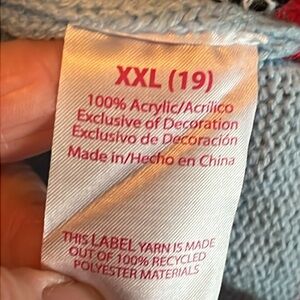 XXL (19)
100% Acrylic/Acrílico
Exclusive of Decoration
Exclusivo de Decoración
Made in/Hecho en China
THIS LABEL YARN IS MADE
OUT OF 100% RECYCLED
POLYESTER MATERIALS